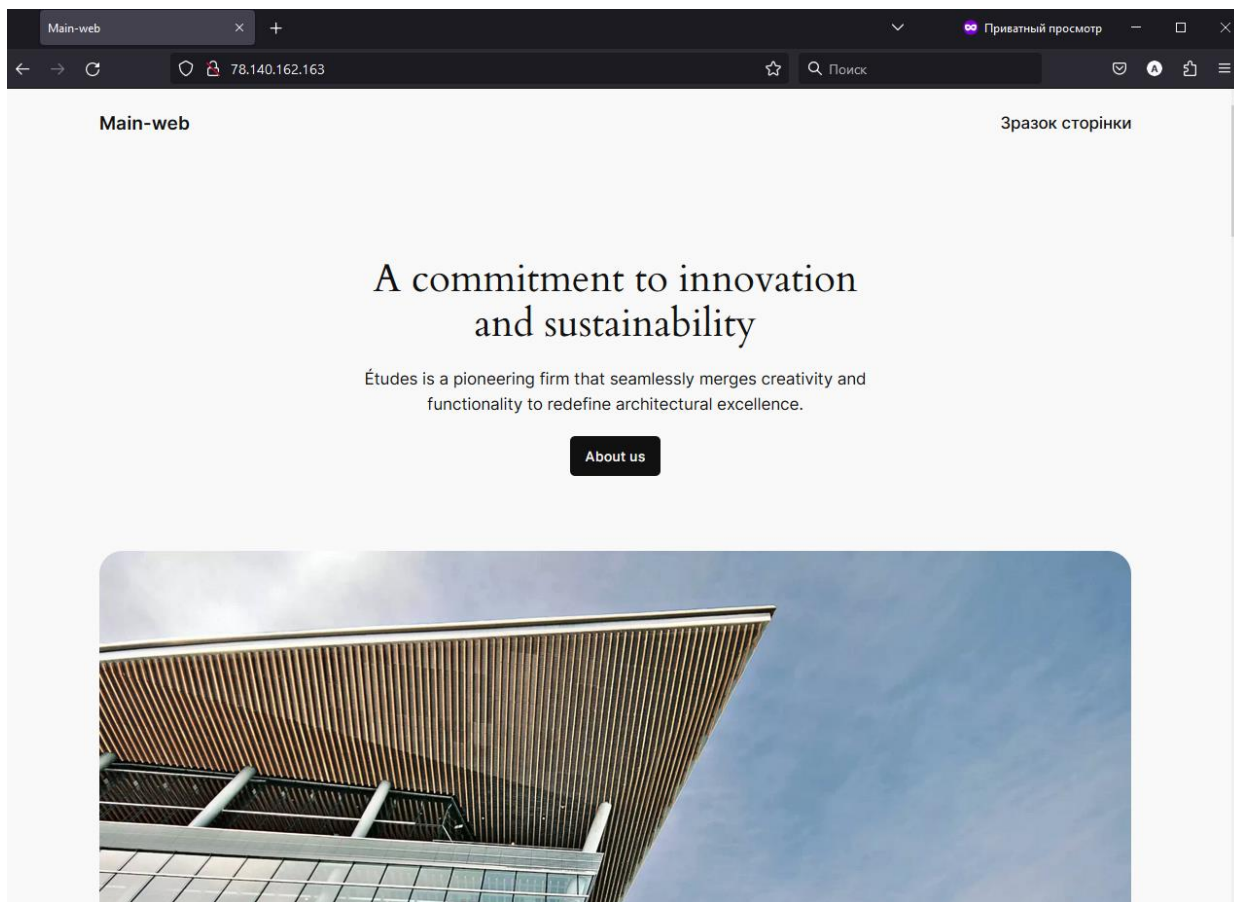 Main-web
Приватный просмотр
78.140.162.163
Поиск
A
Main-web
Зразок сторінки
A commitment to innovation
and sustainability
Études is a pioneering firm that seamlessly merges creativity and
functionality to redefine architectural excellence.
About us